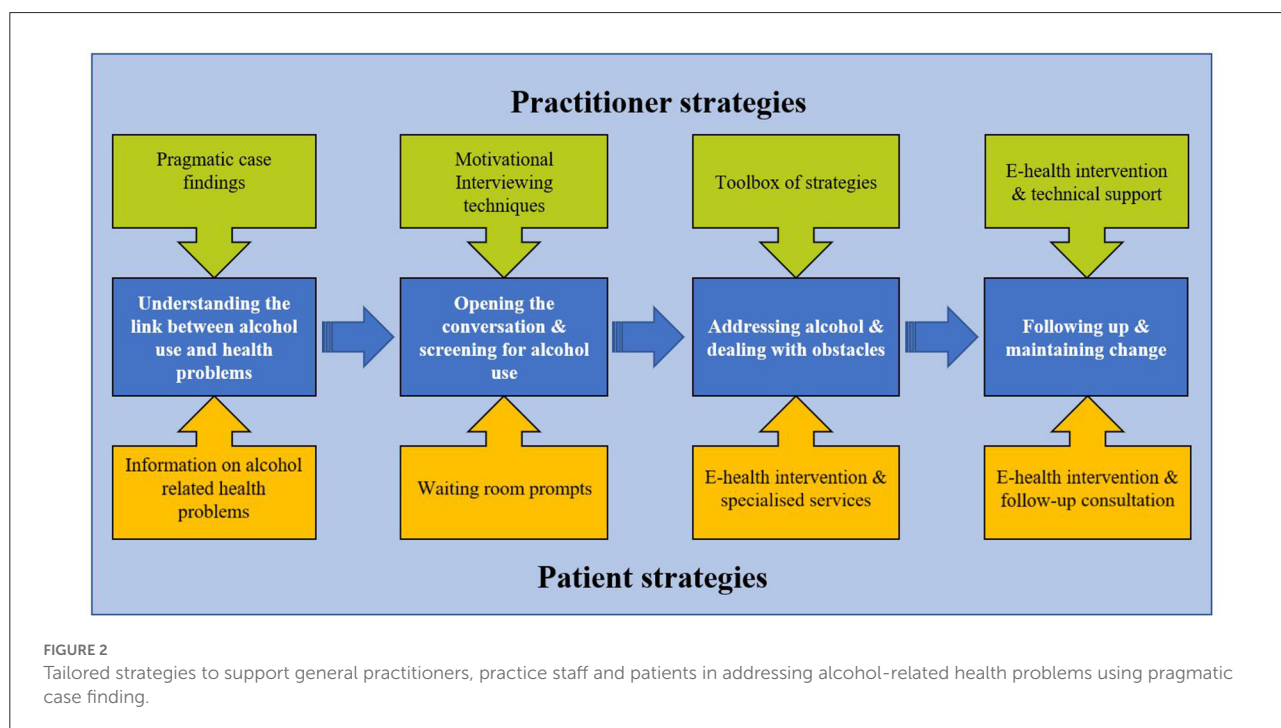 Practitioner strategies
Pragmatic case
findings
Motivational
Interviewing
techniques
Toolbox of strategies
E-health intervention
& technical support
Understanding the
link between alcohol
use and health
problems
Opening the
conversation &
screening for alcohol
use
Addressing alcohol &
dealing with obstacles
Following up &
maintaining change
Information on alcohol
related health
problems
Waiting room prompts
E-health intervention &
specialised services
E-health intervention &
follow-up consultation
Patient strategies
FIGURE 2
Tailored strategies to support general practitioners, practice staff and patients in addressing alcohol-related health problems using pragmatic
case finding.